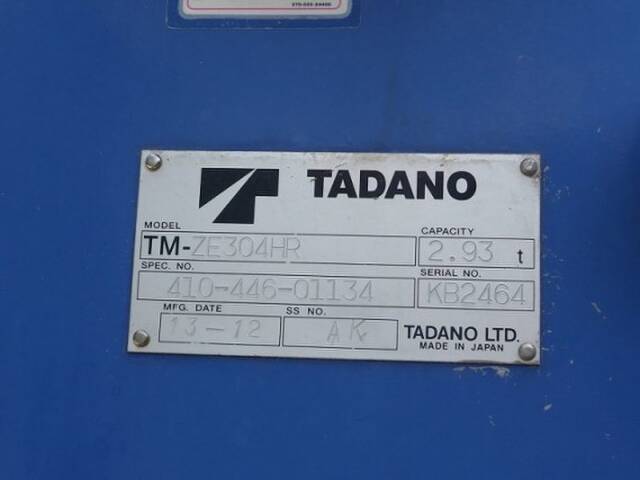 TADANO
MODEL
TM-ZE304HR
CAPACITY
2.93 t
SPEC. NO.
410-446-01134
SERIAL NO.
KB2464
MFG. DATE
13-12
SS NO.
AK
TADANO LTD.
MADE IN JAPAN